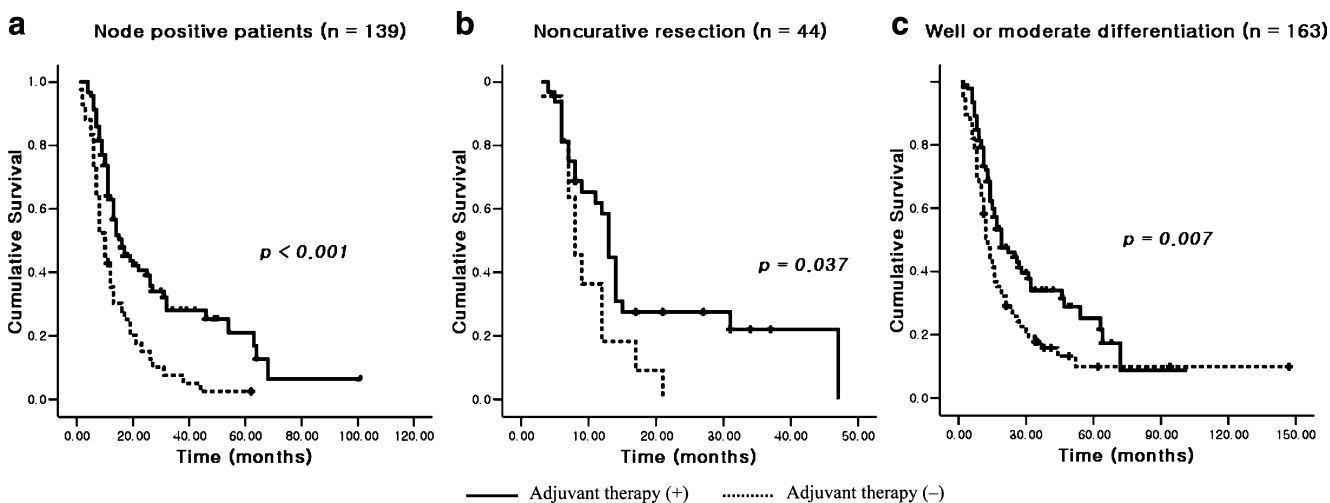 a Node positive patients (n = 139)
1.0
0.8
0.6
0.4
0.2
0.0
Cumulative Survival
p < 0.001
0.00 20.00 40.00 60.00 80.00 100.00 120.00
Time (months)
b Noncurative resection (n = 44)
0
0.8
0.6
0.4
0.2
0.0
Cumulative Survival
p = 0.037
0.00 10.00 20.00 30.00 40.00 50.00
Time (months)
c Well or moderate differentiation (n = 163)
0.8
0.6
0.4
0.2
0.0
Cumulative Survival
p = 0.007
0.00 30.00 60.00 90.00 120.00 150.00
Time (months)
Adjuvant therapy (+) Adjuvant therapy (–)